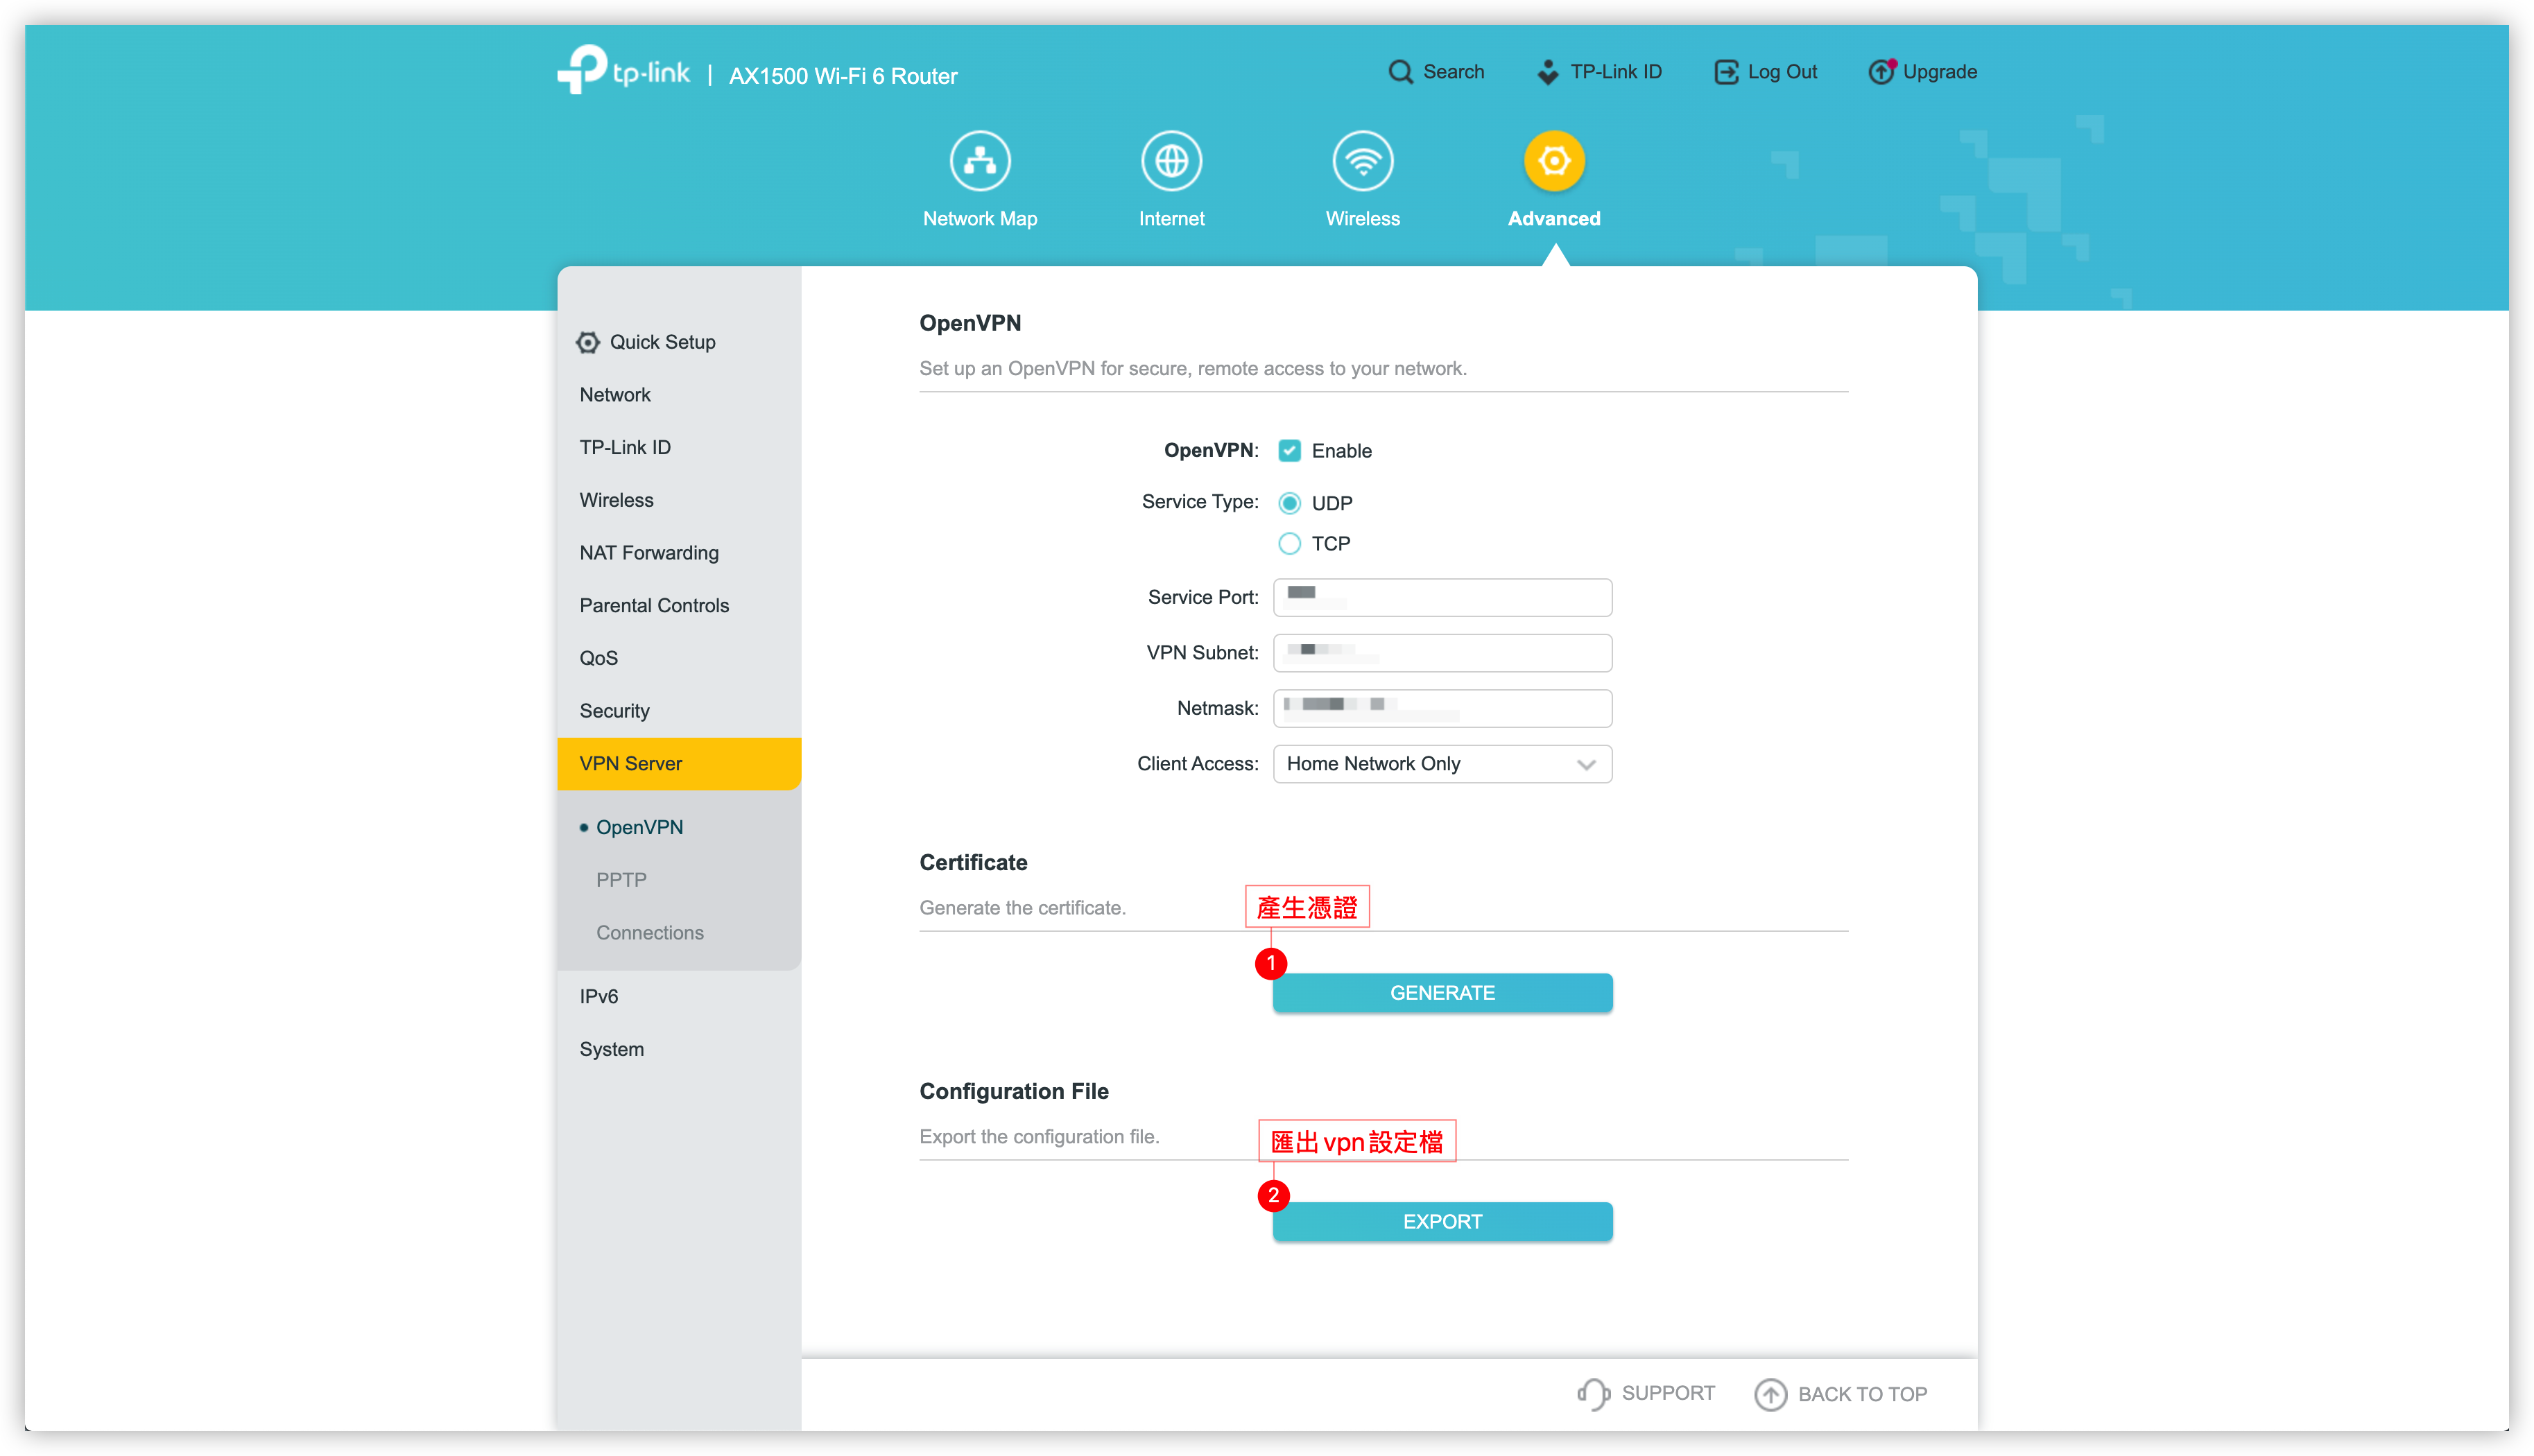 tp-link | AX1500 Wi-Fi 6 Router
Search
TP-Link ID
Log Out
Upgrade
Network Map
Internet
Wireless
Advanced
Quick Setup
Network
TP-Link ID
Wireless
NAT Forwarding
Parental Controls
QoS
Security
VPN Server
OpenVPN
PPTP
Connections
IPv6
System
OpenVPN
Set up an OpenVPN for secure, remote access to your network.
OpenVPN: Enable
Service Type: UDP
TCP
Service Port:
VPN Subnet:
Netmask:
Client Access: Home Network Only
Certificate
Generate the certificate.
產生憑證
1
GENERATE
Configuration File
Export the configuration file.
匯出vpn設定檔
2
EXPORT
SUPPORT
BACK TO TOP